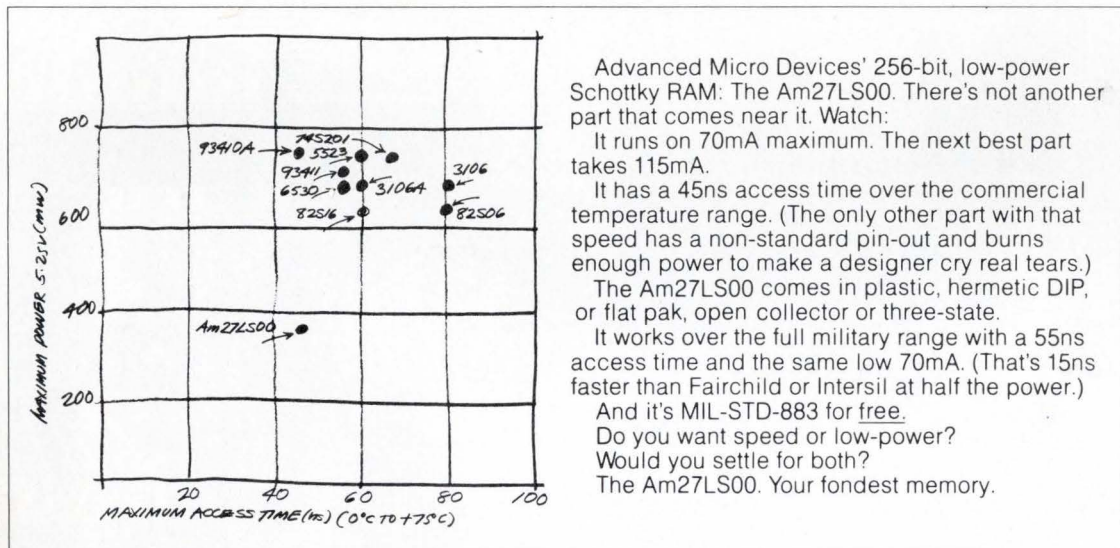 800
600
400
200
MAXIMUM POWER 5.25V (mW)
93410A
74S201
5523
93411
6530
3106A
82S16
3106
82S06
Am27LS00
20
40
60
80
100
MAXIMUM ACCESS TIME (ns) (0°C TO +75°C)
Advanced Micro Devices' 256-bit, low-power
Schottky RAM: The Am27LS00. There's not another
part that comes near it. Watch:
It runs on 70mA maximum. The next best part
takes 115mA.
It has a 45ns access time over the commercial
temperature range. (The only other part with that
speed has a non-standard pin-out and burns
enough power to make a designer cry real tears.)
The Am27LS00 comes in plastic, hermetic DIP,
or flat pak, open collector or three-state.
It works over the full military range with a 55ns
access time and the same low 70mA. (That's 15ns
faster than Fairchild or Intersil at half the power.)
And it's MIL-STD-883 for free.
Do you want speed or low-power?
Would you settle for both?
The Am27LS00. Your fondest memory.